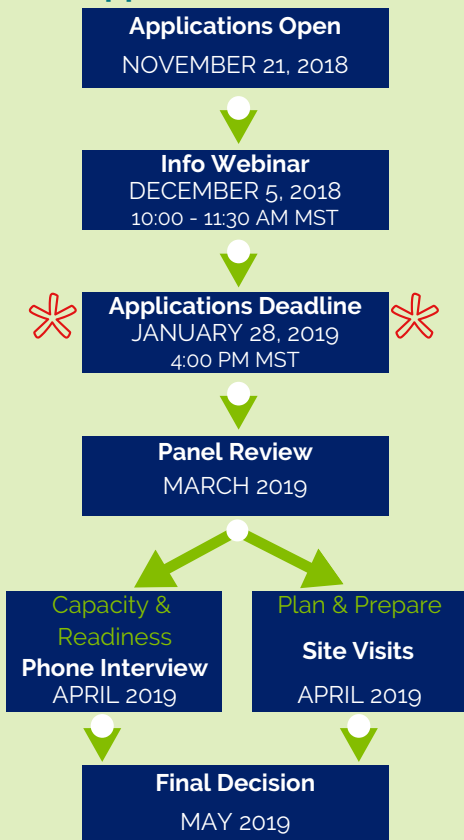 Applications Open
NOVEMBER 21, 2018
Info Webinar
DECEMBER 5, 2018
10:00 - 11:30 AM MST
Applications Deadline
JANUARY 28, 2019
4:00 PM MST
Panel Review
MARCH 2019
Capacity &
Readiness
Phone Interview
APRIL 2019
Plan & Prepare
Site Visits
APRIL 2019
Final Decision
MAY 2019